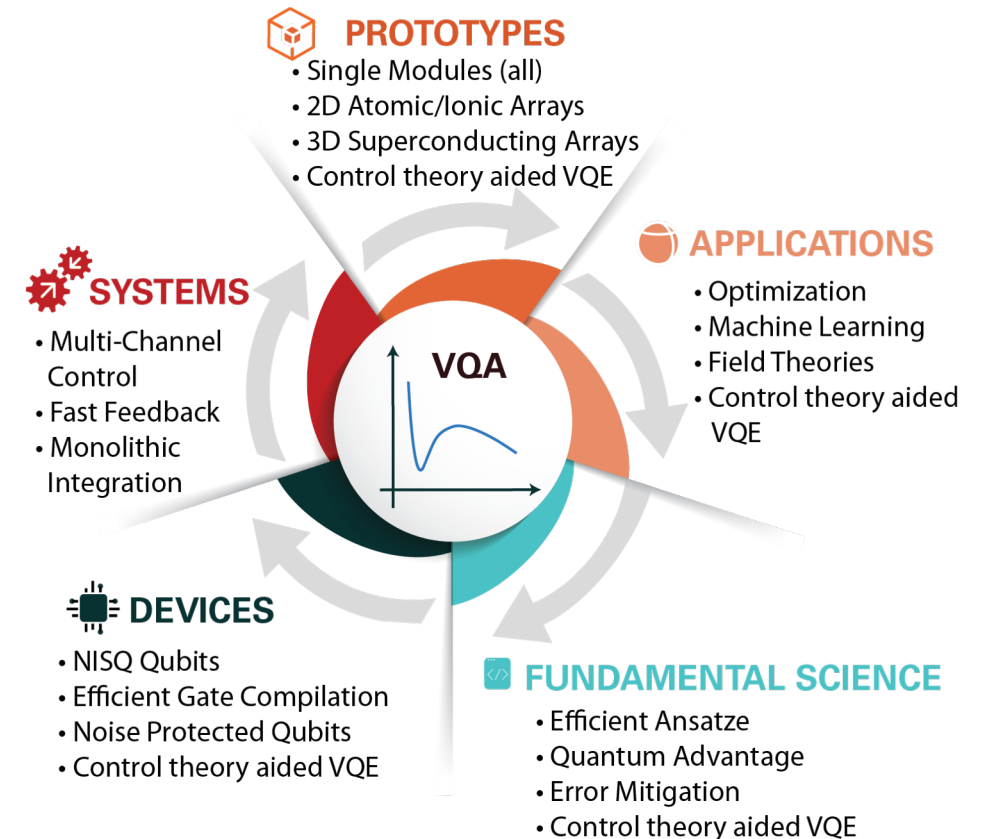 PROTOTYPES
• Single Modules (all)
• 2D Atomic/Ionic Arrays
• 3D Superconducting Arrays
• Control theory aided VQE
APPLICATIONS
• Optimization
• Machine Learning
• Field Theories
• Control theory aided
VQE
SYSTEMS
• Multi-Channel
Control
• Fast Feedback
• Monolithic
Integration
VQA
DEVICES
• NISQ Qubits
• Efficient Gate Compilation
• Noise Protected Qubits
• Control theory aided VQE
</>
FUNDAMENTAL SCIENCE
• Efficient Ansatze
• Quantum Advantage
• Error Mitigation
• Control theory aided VQE